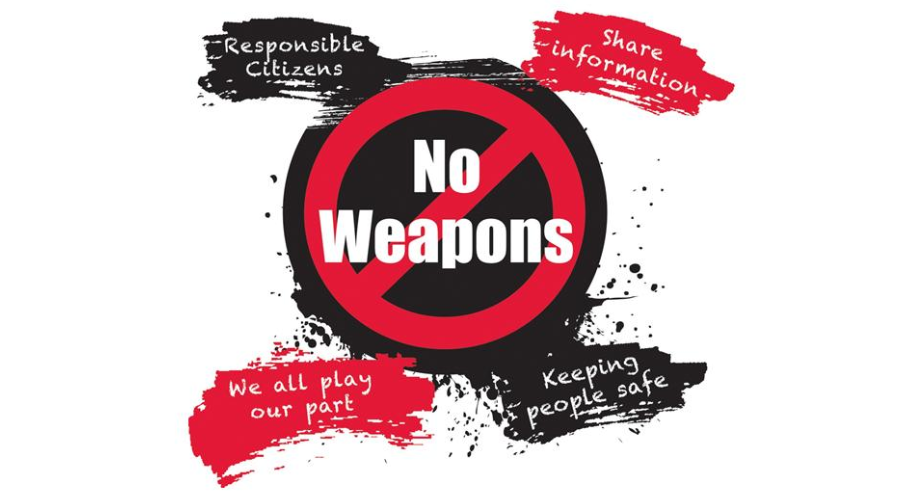 Responsible
Citizens
Share
information
No
Weapons
We all play
our part
Keeping
people safe